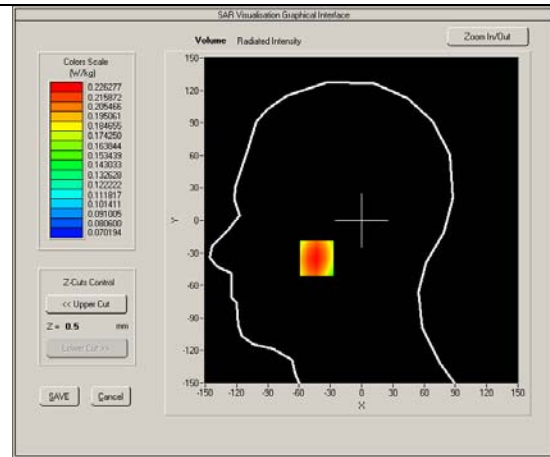 SAR Visualisation Graphical Interface
Volume Radiated Intensity
Zoom In/Out
Colors Scale
(W/kg)
0.226277
0.215872
0.205466
0.195061
0.184655
0.174250
0.163844
0.153439
0.143033
0.132628
0.122222
0.111817
0.101411
0.091005
0.080600
0.070194
Z-Cuts Control
<< Upper Cut
Z = 0.5 mm
Lower Cut >>
SAVE Cancel
150
120
90
60
30
0
-30
-60
-90
-120
-150
Y
-150 -120 -90 -60 -30 0 30 60 90 120 150
X